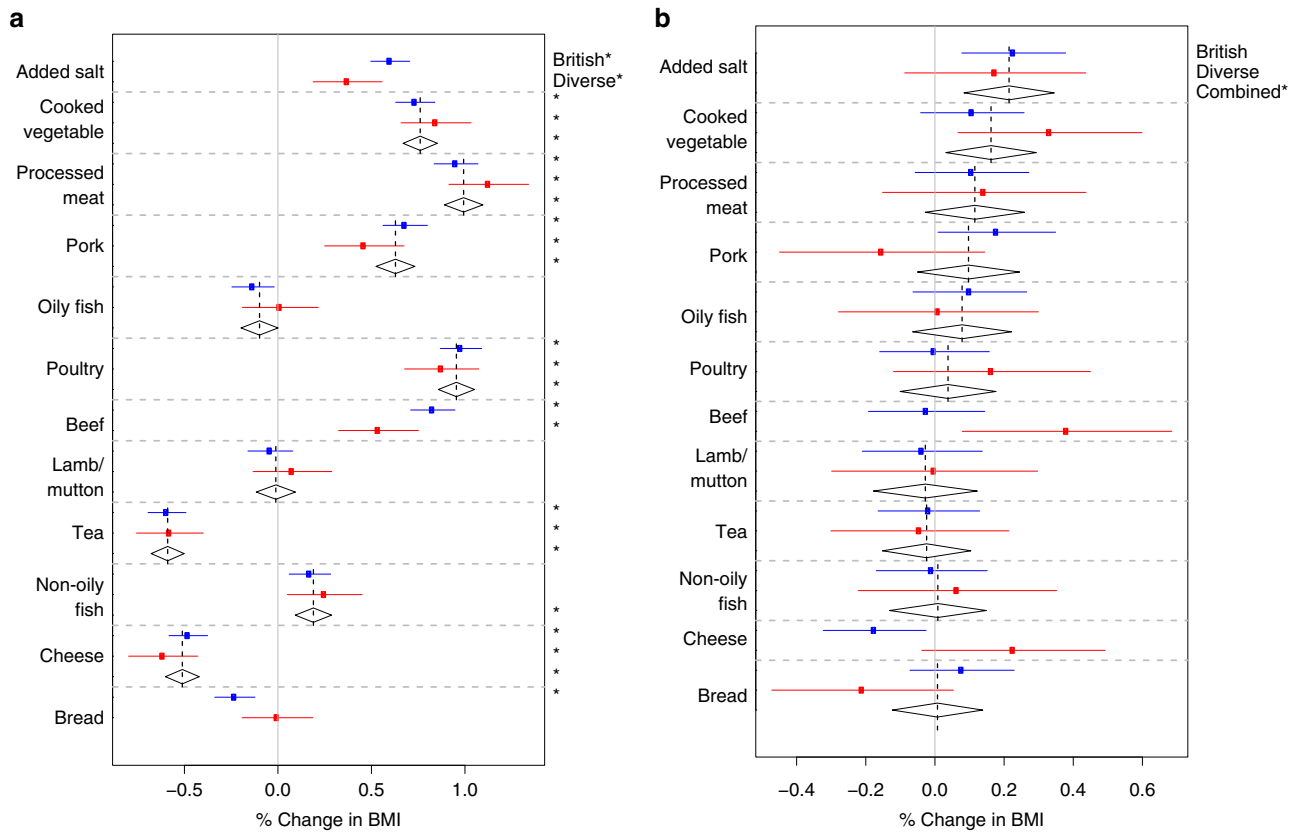 a
Added salt
British*
Diverse*
Cooked
vegetable
*
*
*
Processed
meat
*
*
*
Pork
*
*
*
Oily fish
Poultry
*
*
*
Beef
*
*
Lamb/
mutton
Tea
*
*
*
Non-oily
fish
*
Cheese
*
*
*
Bread
*
−0.5
0.0
0.5
1.0
% Change in BMI
b
Added salt
British
Diverse
Combined*
Cooked
vegetable
Processed
meat
Pork
Oily fish
Poultry
Beef
Lamb/
mutton
Tea
Non-oily
fish
Cheese
Bread
−0.4
−0.2
0.0
0.2
0.4
0.6
% Change in BMI